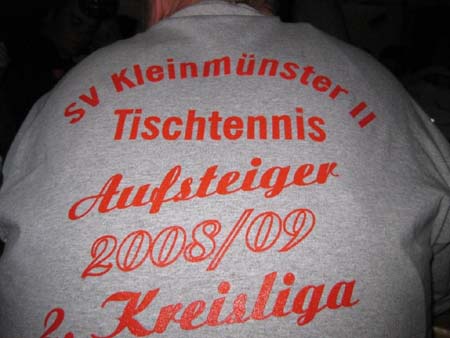 SV Kleinmünster II
Tischtennis
Aufsteiger
2008/09
2. Kreisliga